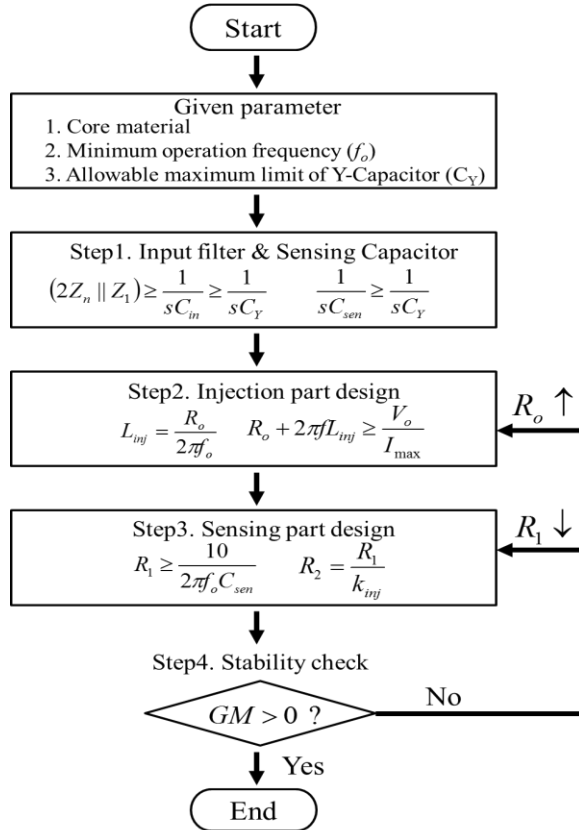 Start
Given parameter
1. Core material
2. Minimum operation frequency (f_o)
3. Allowable maximum limit of Y-Capacitor (C_Y)
Step1. Input filter & Sensing Capacitor
(2Z_n || Z_1) ≥ 1/(sC_in) ≥ 1/(sC_Y)    1/(sC_sen) ≥ 1/(sC_Y)
Step2. Injection part design
L_inj = R_o/(2πf_o)    R_o + 2πfL_inj ≥ V_o/I_max
R_o ↑
Step3. Sensing part design
R_1 ≥ 10/(2πf_oC_sen)    R_2 = R_1/k_inj
R_1 ↓
Step4. Stability check
GM > 0 ?
No
Yes
End